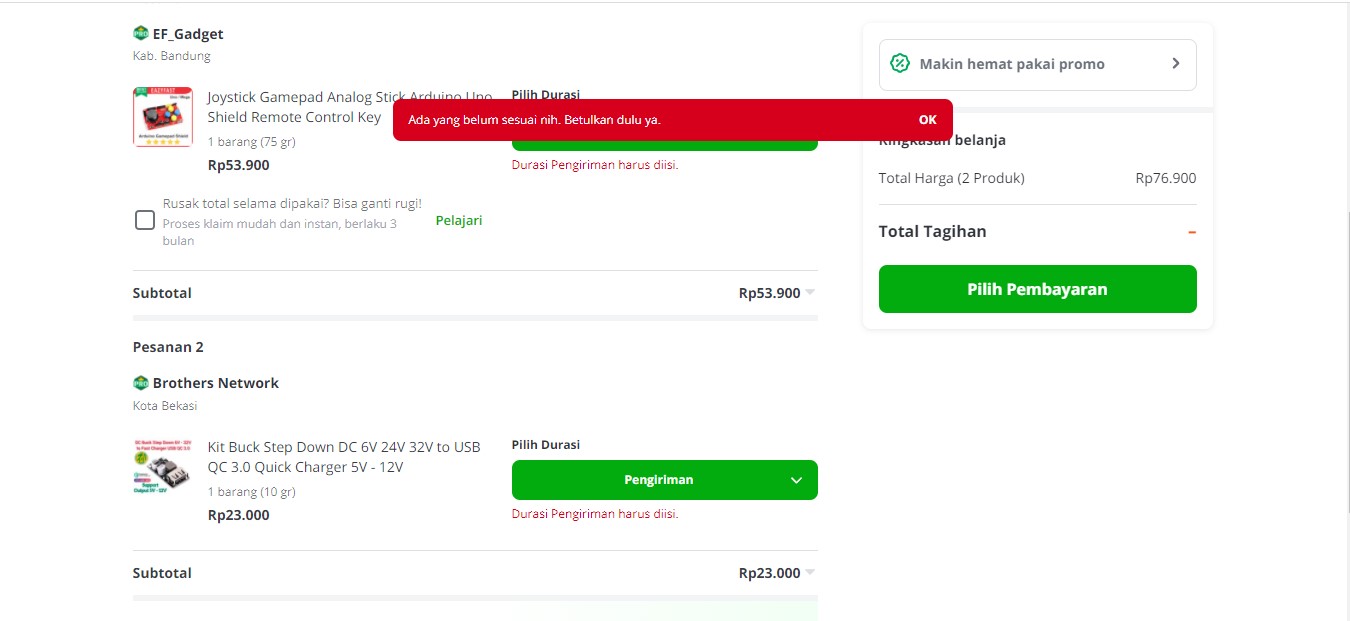 EF_Gadget
Kab. Bandung
Joystick Gamepad Analog Stick Arduino Uno
Shield Remote Control Key
1 barang (75 gr)
Rp53.900
Pilih Durasi
Ada yang belum sesuai nih. Betulkan dulu ya.
OK
Durasi Pengiriman harus diisi.
Rusak total selama dipakai? Bisa ganti rugi!
Proses klaim mudah dan instan, berlaku 3
bulan
Pelajari
Subtotal
Rp53.900
Pesanan 2
Brothers Network
Kota Bekasi
Kit Buck Step Down DC 6V 24V 32V to USB
QC 3.0 Quick Charger 5V - 12V
1 barang (10 gr)
Rp23.000
Pilih Durasi
Pengiriman
Durasi Pengiriman harus diisi.
Subtotal
Rp23.000
Makin hemat pakai promo
Ringkasan belanja
Total Harga (2 Produk)
Rp76.900
Total Tagihan
-
Pilih Pembayaran